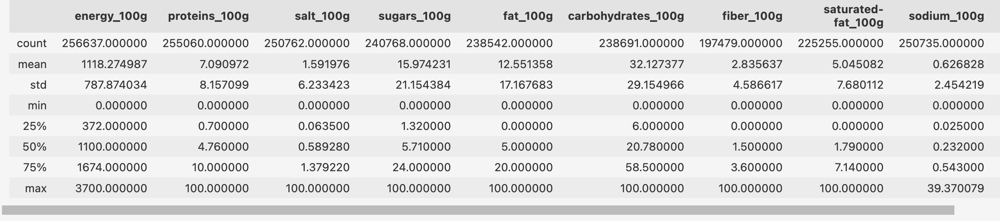 energy_100g proteins_100g salt_100g sugars_100g fat_100g carbohydrates_100g fiber_100g saturated-fat_100g sodium_100g
count 256637.000000 255060.000000 250762.000000 240768.000000 238542.000000 238691.000000 197479.000000 225255.000000 250735.000000
mean 1118.274987 7.090972 1.591976 15.974231 12.551358 32.127377 2.835637 5.045082 0.626828
std 787.874034 8.157099 6.233423 21.154384 17.167683 29.154966 4.586617 7.680112 2.454219
min 0.000000 0.000000 0.000000 0.000000 0.000000 0.000000 0.000000 0.000000 0.000000
25% 372.000000 0.700000 0.063500 1.320000 0.000000 6.000000 0.000000 0.000000 0.025000
50% 1100.000000 4.760000 0.589280 5.710000 5.000000 20.780000 1.500000 1.790000 0.232000
75% 1674.000000 10.000000 1.379220 24.000000 20.000000 58.500000 3.600000 7.140000 0.543000
max 3700.000000 100.000000 100.000000 100.000000 100.000000 100.000000 100.000000 100.000000 39.370079